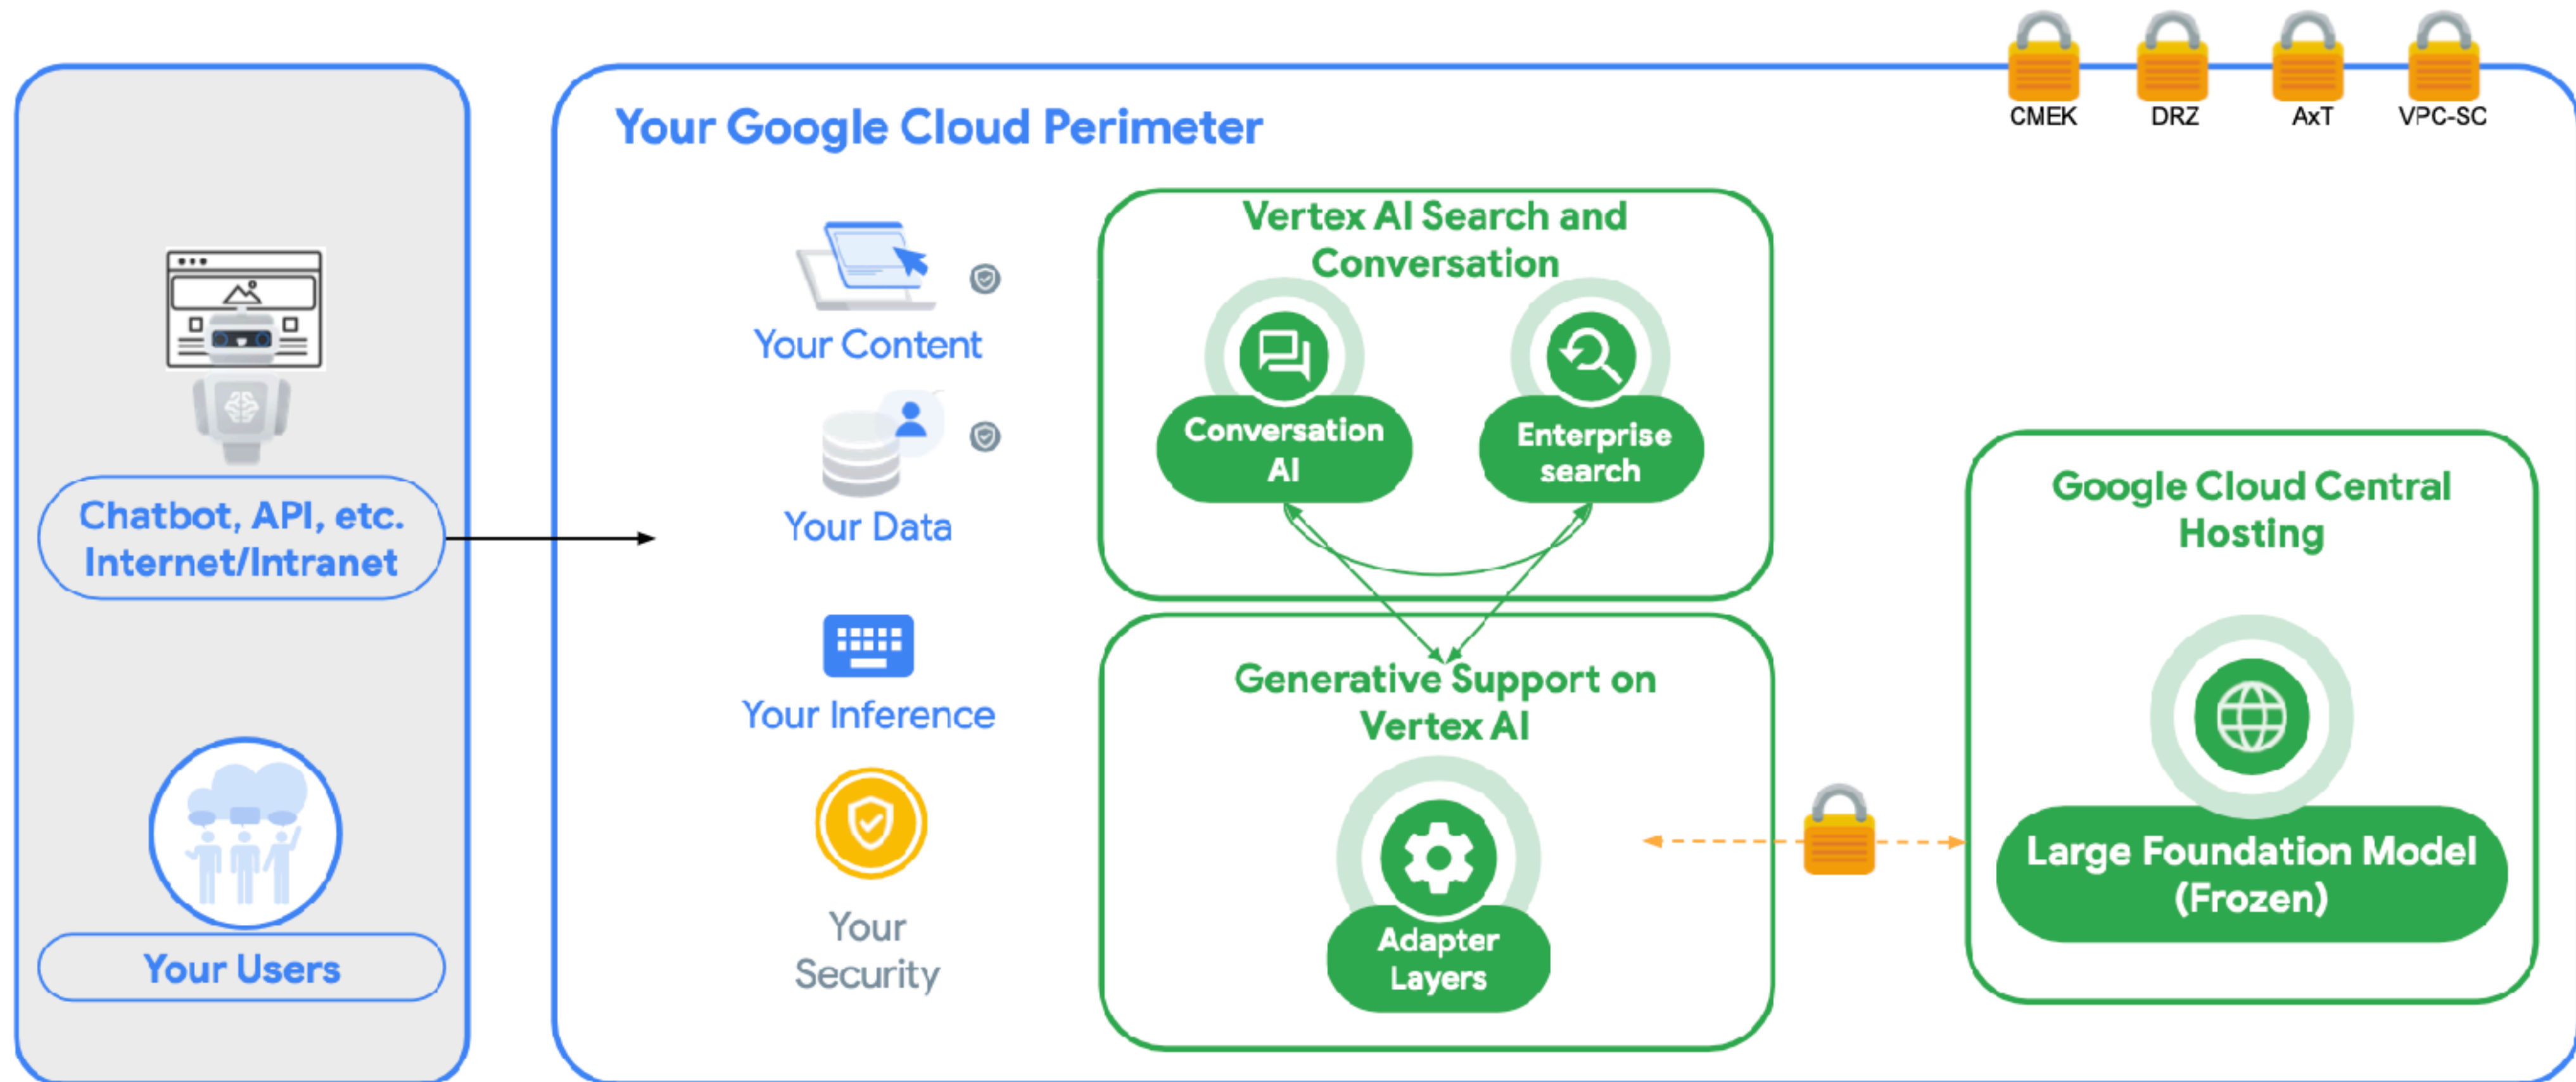 CMEK
DRZ
AxT
VPC-SC
Your Google Cloud Perimeter
Chatbot, API, etc.
Internet/Intranet
Your Users
Your Content
Your Data
Your Inference
Your
Security
Vertex AI Search and
Conversation
Conversation
AI
Enterprise
search
Generative Support on
Vertex AI
Adapter
Layers
Google Cloud Central
Hosting
Large Foundation Model
(Frozen)